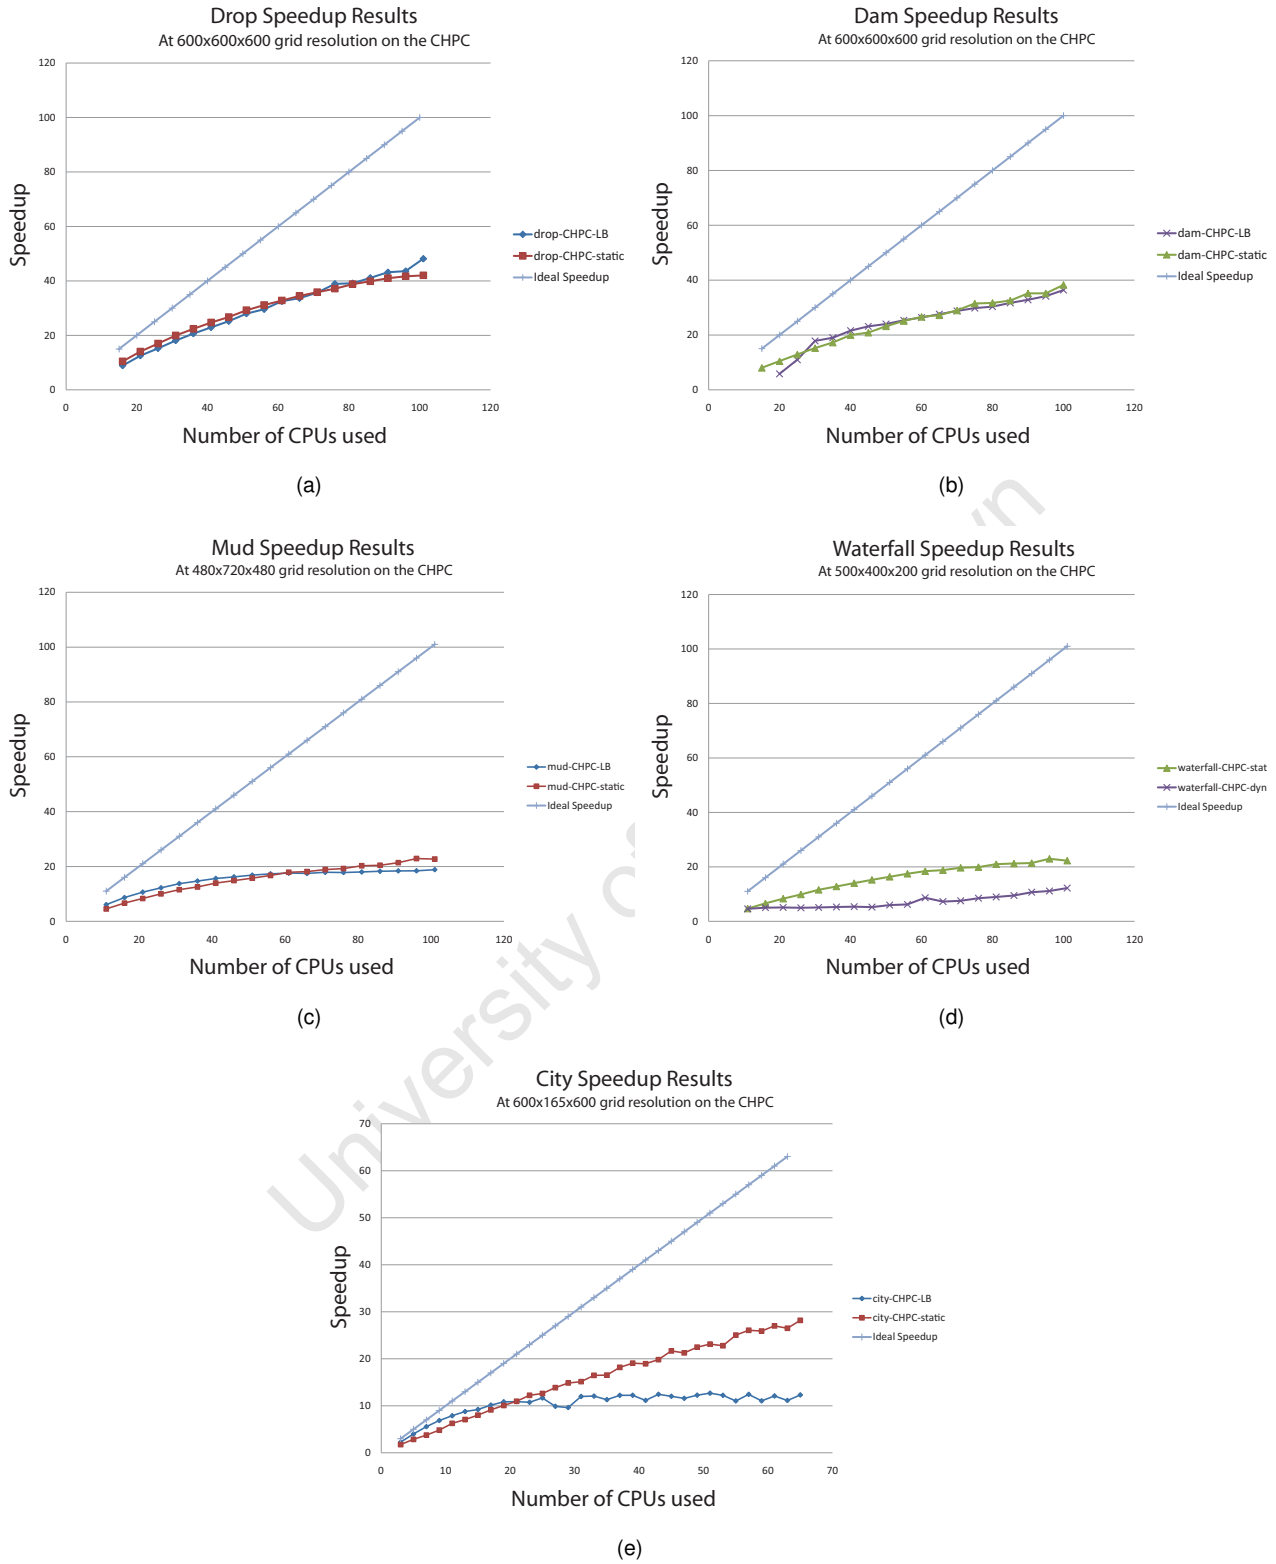 Drop Speedup Results
At 600x600x600 grid resolution on the CHPC
120
100
80
60
40
20
0
0 20 40 60 80 100 120
Speedup
Number of CPUs used
drop-CHPC-LB
drop-CHPC-static
Ideal Speedup
(a)
Dam Speedup Results
At 600x600x600 grid resolution on the CHPC
120
100
80
60
40
20
0
0 20 40 60 80 100 120
Speedup
Number of CPUs used
dam-CHPC-LB
dam-CHPC-static
Ideal Speedup
(b)
Mud Speedup Results
At 480x720x480 grid resolution on the CHPC
120
100
80
60
40
20
0
0 20 40 60 80 100 120
Speedup
Number of CPUs used
mud-CHPC-LB
mud-CHPC-static
Ideal Speedup
(c)
Waterfall Speedup Results
At 500x400x200 grid resolution on the CHPC
120
100
80
60
40
20
0
0 20 40 60 80 100 120
Speedup
Number of CPUs used
waterfall-CHPC-stat
waterfall-CHPC-dyn
Ideal Speedup
(d)
City Speedup Results
At 600x165x600 grid resolution on the CHPC
70
60
50
40
30
20
10
0
0 10 20 30 40 50 60 70
Speedup
Number of CPUs used
city-CHPC-LB
city-CHPC-static
Ideal Speedup
(e)
University of